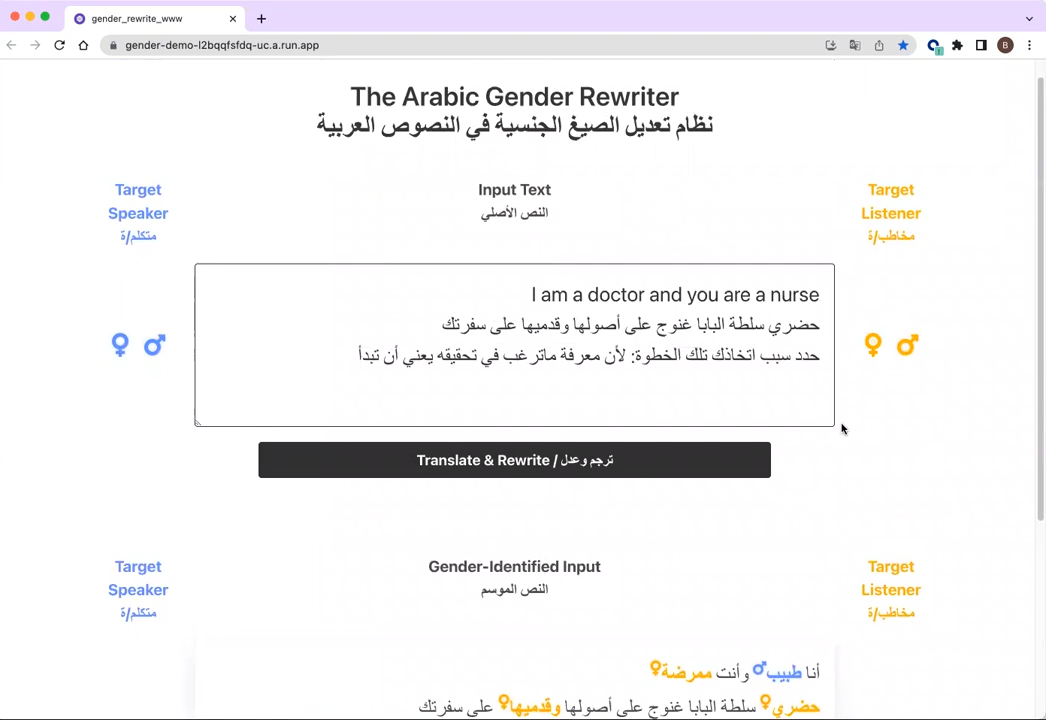 gender_rewrite_www
gender-demo-l2bqqfsfdq-uc.a.run.app
B
The Arabic Gender Rewriter
نظام تعديل الصيغ الجنسية في النصوص العربية
Target
Speaker
متكلم/ة
Input Text
النص الأصلي
Target
Listener
مخاطب/ة
I am a doctor and you are a nurse
حضري سلطة البابا غنوج على أصولها وقدميها على سفرتك
حدد سبب اتخاذك تلك الخطوة: لأن معرفة ماترغب في تحقيقه يعني أن تبدأ
♀ ♂
♀ ♂
Translate & Rewrite / ترجم وعدل
Target
Speaker
متكلم/ة
Gender-Identified Input
النص الموسم
Target
Listener
مخاطب/ة
أنا طبيب♂ وأنت ممرضة♀
حضري♀ سلطة البابا غنوج على أصولها وقدميها♀ على سفرتك